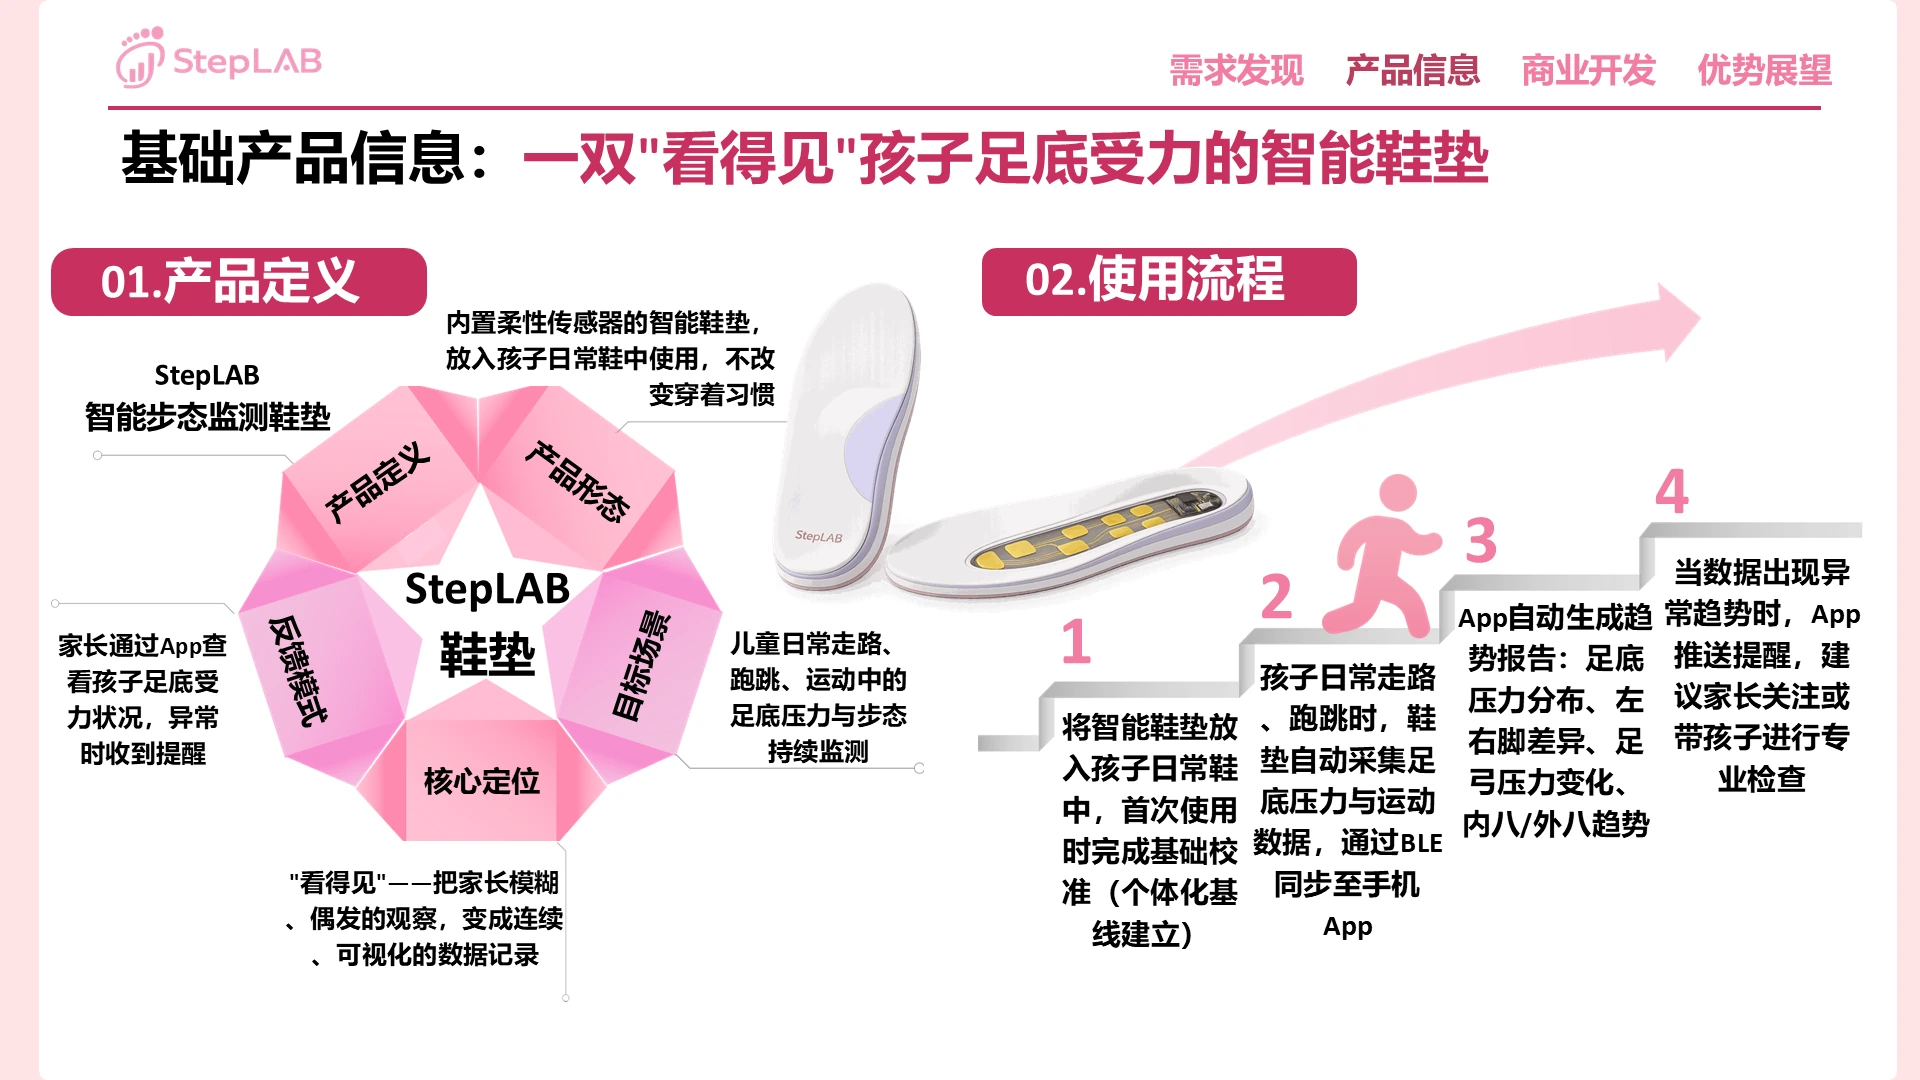 StepLAB
需求发现 产品信息 商业开发 优势展望
基础产品信息：一双"看得见"孩子足底受力的智能鞋垫
01.产品定义
StepLAB
智能步态监测鞋垫
内置柔性传感器的智能鞋垫，
放入孩子日常鞋中使用，不改
变穿着习惯
产品定义
产品形态
反馈模式
目标场景
核心定位
StepLAB
鞋垫
家长通过App查
看孩子足底受
力状况，异常
时收到提醒
儿童日常走路、
跑跳、运动中的
足底压力与步态
持续监测
"看得见"——把家长模糊
、偶发的观察，变成连续
、可视化的数据记录
StepLAB
02.使用流程
1
将智能鞋垫放
入孩子日常鞋
中，首次使用
时完成基础校
准（个体化基
线建立）
2
孩子日常走路
、跑跳时，鞋
垫自动采集足
底压力与运动
数据，通过BLE
同步至手机
App
3
App自动生成趋
势报告：足底
压力分布、左
右脚差异、足
弓压力变化、
内八/外八趋势
4
当数据出现异
常趋势时，App
推送提醒，建
议家长关注或
带孩子进行专
业检查